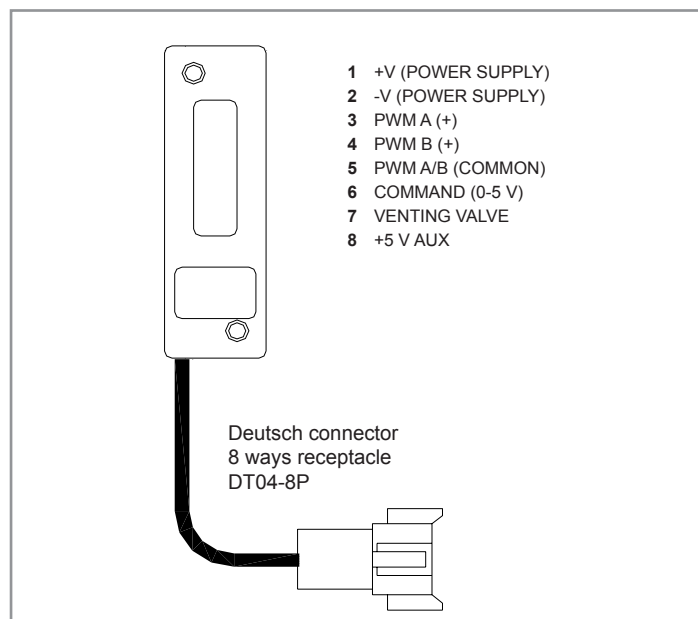 1 +V (POWER SUPPLY)
2 -V (POWER SUPPLY)
3 PWM A (+)
4 PWM B (+)
5 PWM A/B (COMMON)
6 COMMAND (0-5 V)
7 VENTING VALVE
8 +5 V AUX
Deutsch connector
8 ways receptacle
DT04-8P